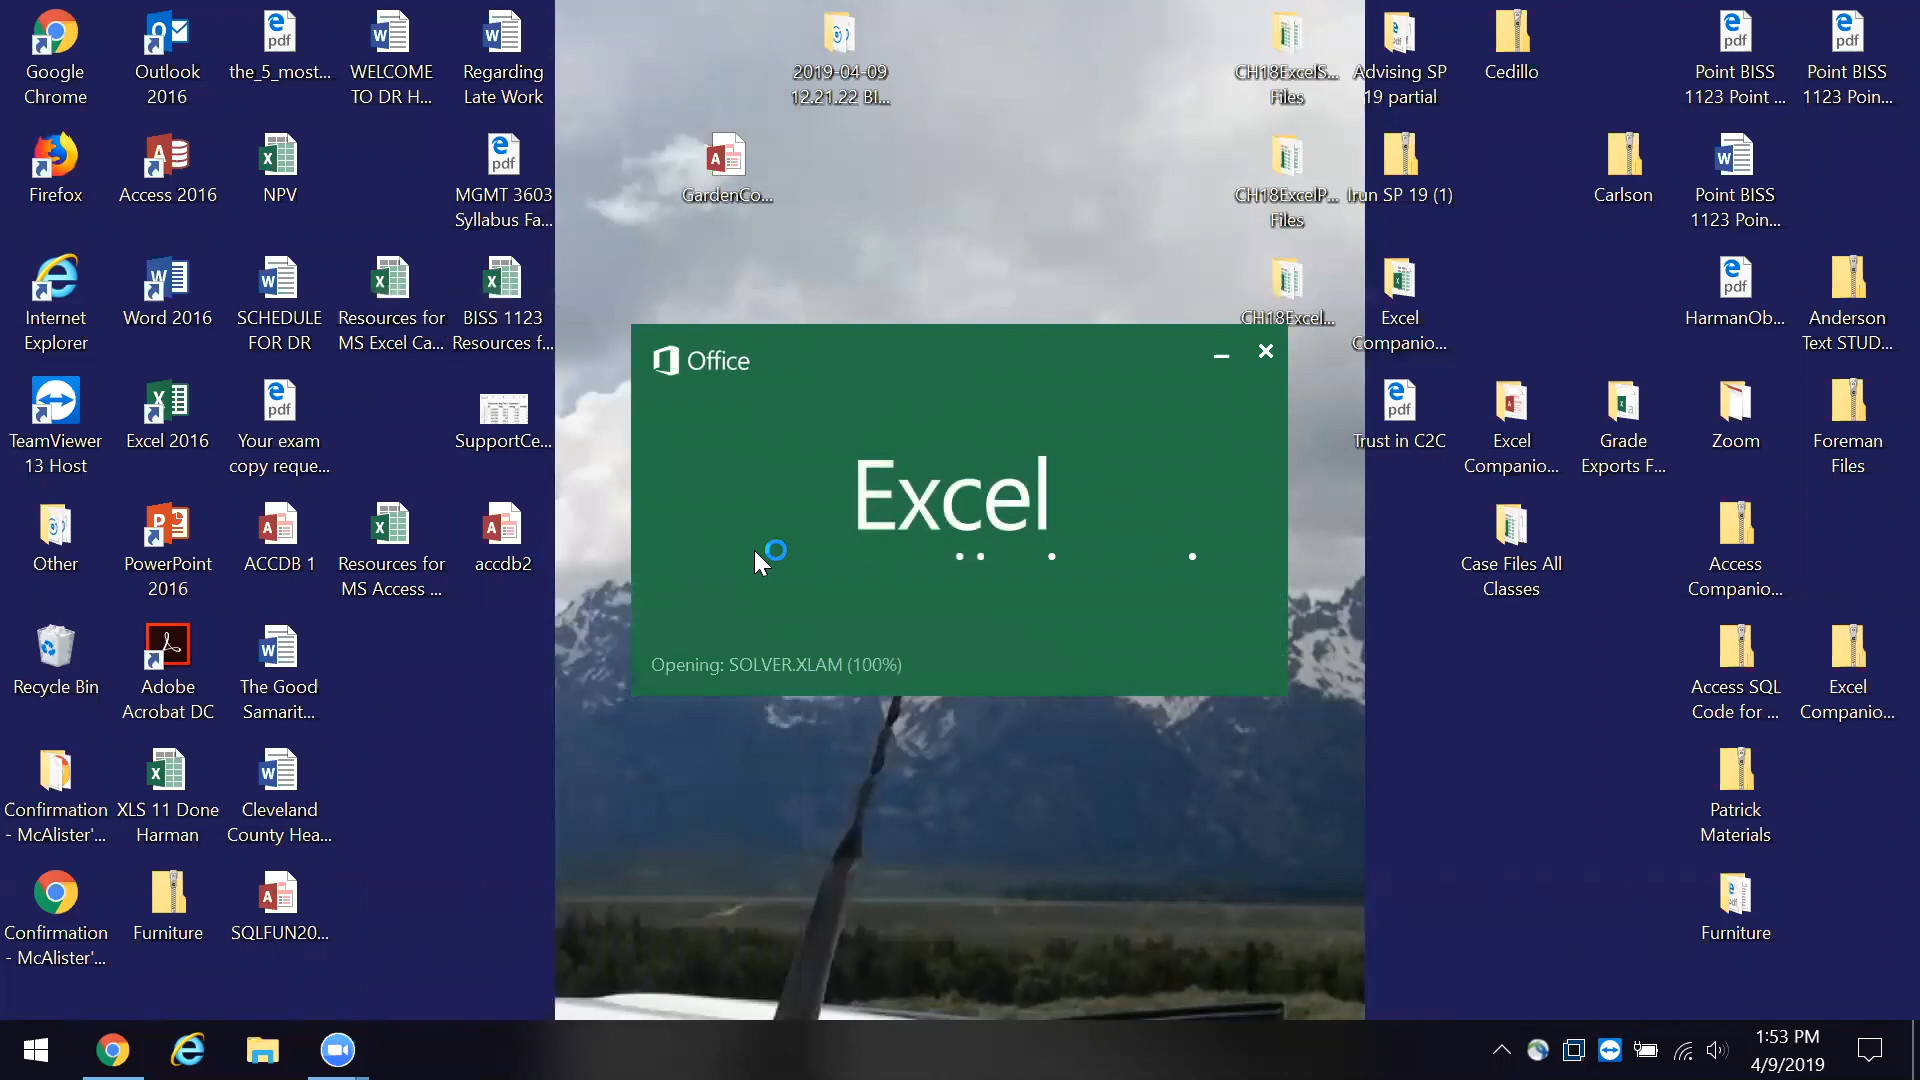 Google
Chrome
Outlook
2016
the_5_most...
WELCOME
TO DR H...
Regarding
Late Work
2019-04-09
12.21.22 BI...
CH18ExcelS...
Files
Advising SP
19 partial
Cedillo
Point BISS
1123 Point ...
Point BISS
1123 Poin...
Firefox
Access 2016
NPV
MGMT 3603
Syllabus Fa...
GardenCo...
CH18ExcelP...
Files
Irun SP 19 (1)
Carlson
Point BISS
1123 Poin...
Internet
Explorer
Word 2016
SCHEDULE
FOR DR
Resources for
MS Excel Ca...
BISS 1123
Resources f...
CH18Excel...
Excel
Companio...
HarmanOb...
Anderson
Text STUD...
Office
TeamViewer
13 Host
Excel 2016
Your exam
copy reque...
SupportCe...
Trust in C2C
Excel
Companio...
Grade
Exports F...
Zoom
Foreman
Files
Excel
Other
PowerPoint
2016
ACCDB 1
Resources for
MS Access ...
accdb2
Case Files All
Classes
Access
Companio...
Opening: SOLVER.XLAM (100%)
Recycle Bin
Adobe
Acrobat DC
The Good
Samarit...
Access SQL
Code for ...
Excel
Companio...
Confirmation
- McAlister'...
XLS 11 Done
Harman
Cleveland
County Hea...
Patrick
Materials
Confirmation
- McAlister'...
Furniture
SQLFUN20...
Furniture
1:53 PM
4/9/2019